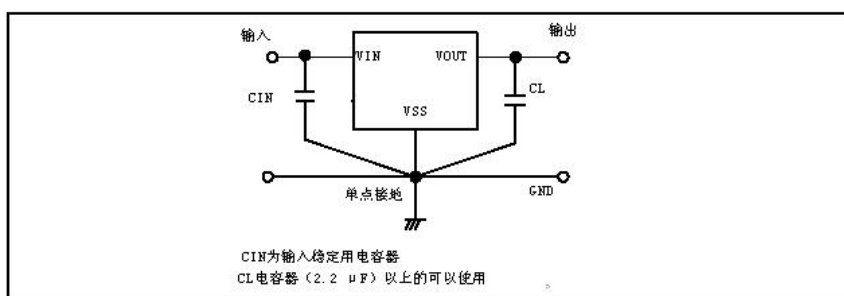 输入
输出
VIN
VOUT
CIN
CL
VSS
单点接地
GND
CIN为输入稳定用电容器
CL电容器（2.2 μF）以上的可以使用